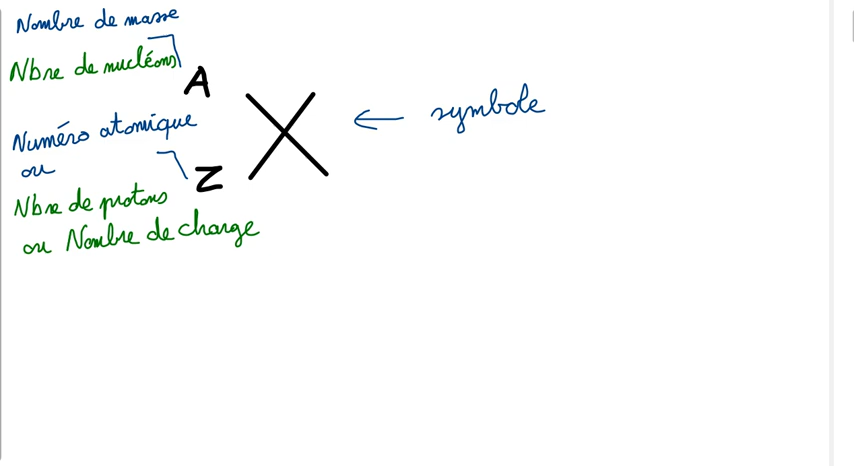 Nombre de masse
Nbre de nucléons
A
Numéro atomique
ou
Z
Nbre de protons
ou Nombre de charge
X
← symbole